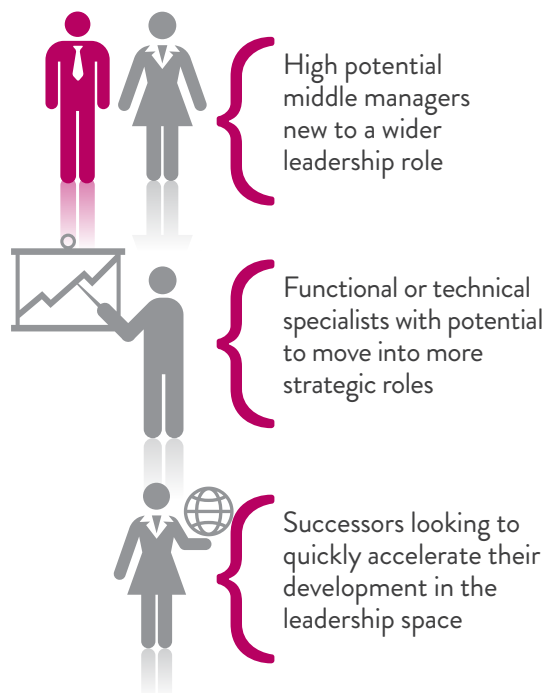 High potential
middle managers
new to a wider
leadership role
Functional or technical
specialists with potential
to move into more
strategic roles
Successors looking to
quickly accelerate their
development in the
leadership space